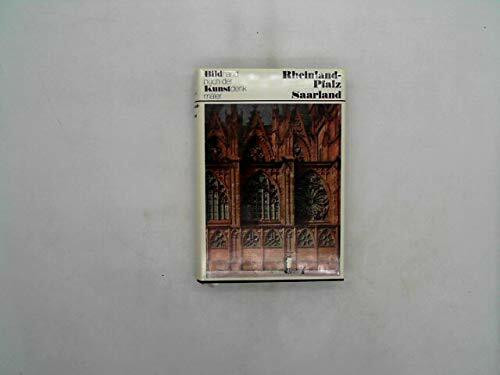 Bildhand
buch der
Kunstdenk
mäler
Rheinland-
Pfalz
Saarland